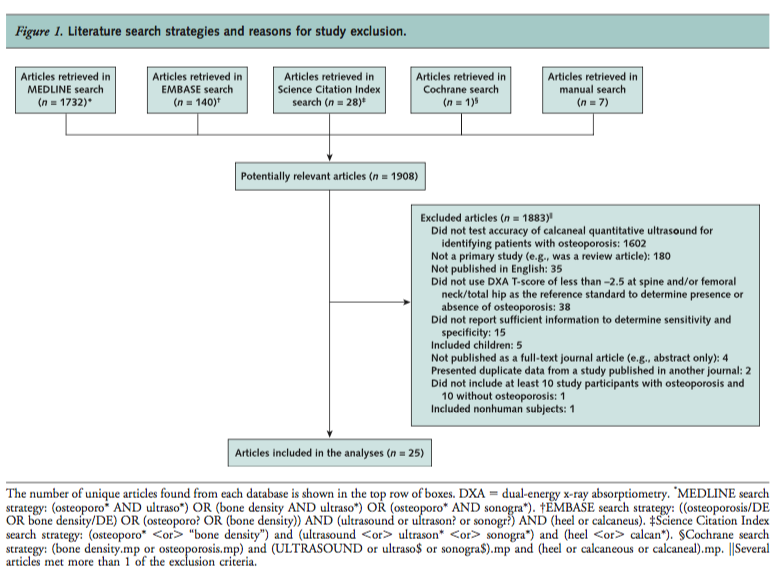 Figure 1. Literature search strategies and reasons for study exclusion.
Articles retrieved in
MEDLINE search
(n = 1732)*
Articles retrieved in
EMBASE search
(n = 140)†
Articles retrieved in
Science Citation Index
search (n = 28)‡
Articles retrieved in
Cochrane search
(n = 1)§
Articles retrieved in
manual search
(n = 7)
Potentially relevant articles (n = 1908)
Excluded articles (n = 1883)||
Did not test accuracy of calcaneal quantitative ultrasound for
identifying patients with osteoporosis: 1602
Not a primary study (e.g., was a review article): 180
Not published in English: 35
Did not use DXA T-score of less than –2.5 at spine and/or femoral
neck/total hip as the reference standard to determine presence or
absence of osteoporosis: 38
Did not report sufficient information to determine sensitivity and
specificity: 15
Included children: 5
Not published as a full-text journal article (e.g., abstract only): 4
Presented duplicate data from a study published in another journal: 2
Did not include at least 10 study participants with osteoporosis and
10 without osteoporosis: 1
Included nonhuman subjects: 1
Articles included in the analyses (n = 25)
The number of unique articles found from each database is shown in the top row of boxes. DXA = dual-energy x-ray absorptiometry. *MEDLINE search
strategy: (osteoporo* AND ultraso*) OR (bone density AND ultraso*) OR (osteoporo* AND sonogra*). †EMBASE search strategy: ((osteoporosis/DE
OR bone density/DE) OR (osteoporo? OR (bone density)) AND (ultrasound or ultrason? or sonogr?) AND (heel or calcaneus). ‡Science Citation Index
search strategy: (osteoporo* <or> "bone density") and (ultrasound <or> ultrason* <or> sonogra*) and (heel <or> calcan*). §Cochrane search
strategy: (bone density.mp or osteoporosis.mp) and (ULTRASOUND or ultraso$ or sonogra$).mp and (heel or calcaneous or calcaneal).mp. ||Several
articles met more than 1 of the exclusion criteria.